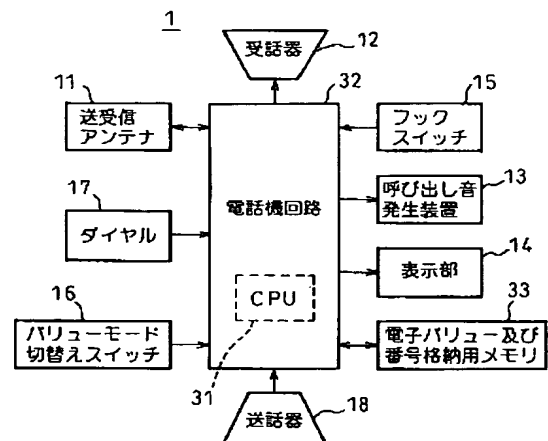 1
受話器
12
32
11
送受信
アンテナ
15
フック
スイッチ
17
ダイヤル
電話機回路
呼び出し音
発生装置
13
表示部
14
CPU
16
バリューモード
切替えスイッチ
33
電子バリュー及び
番号格納用メモリ
31
送話器
18